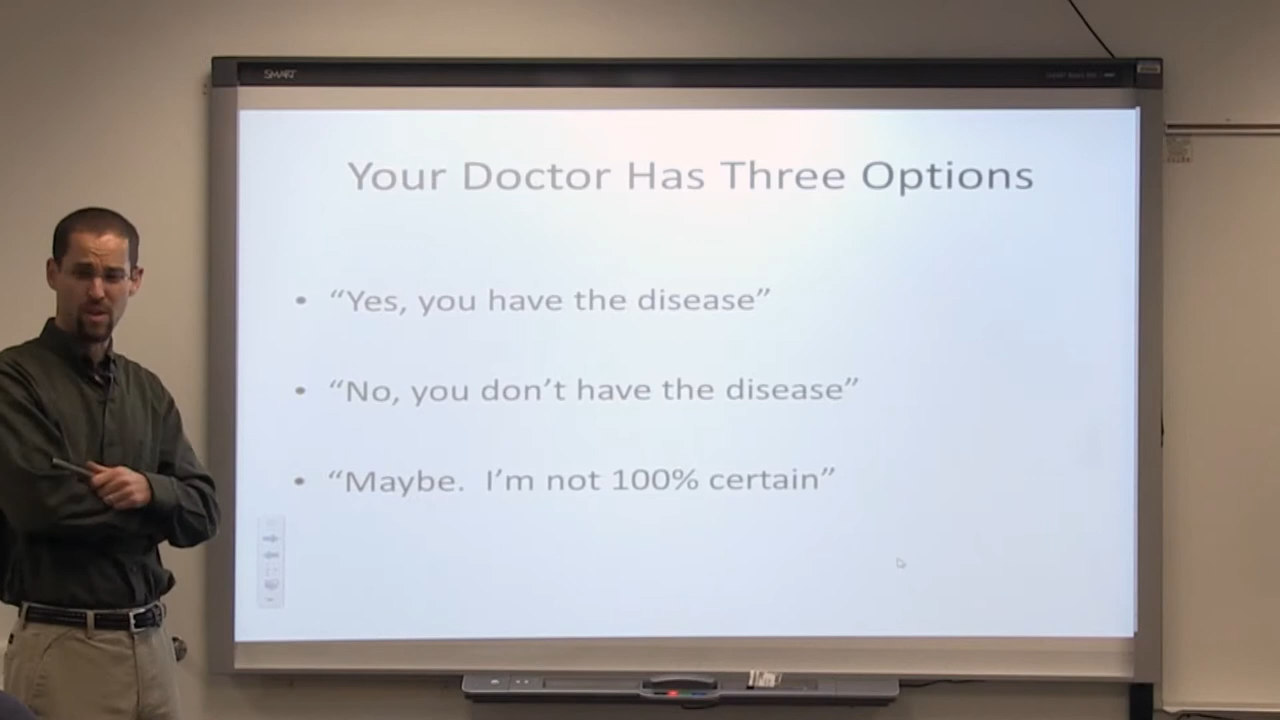 SMART
Your Doctor Has Three Options
• “Yes, you have the disease”
• “No, you don’t have the disease”
• “Maybe. I’m not 100% certain”